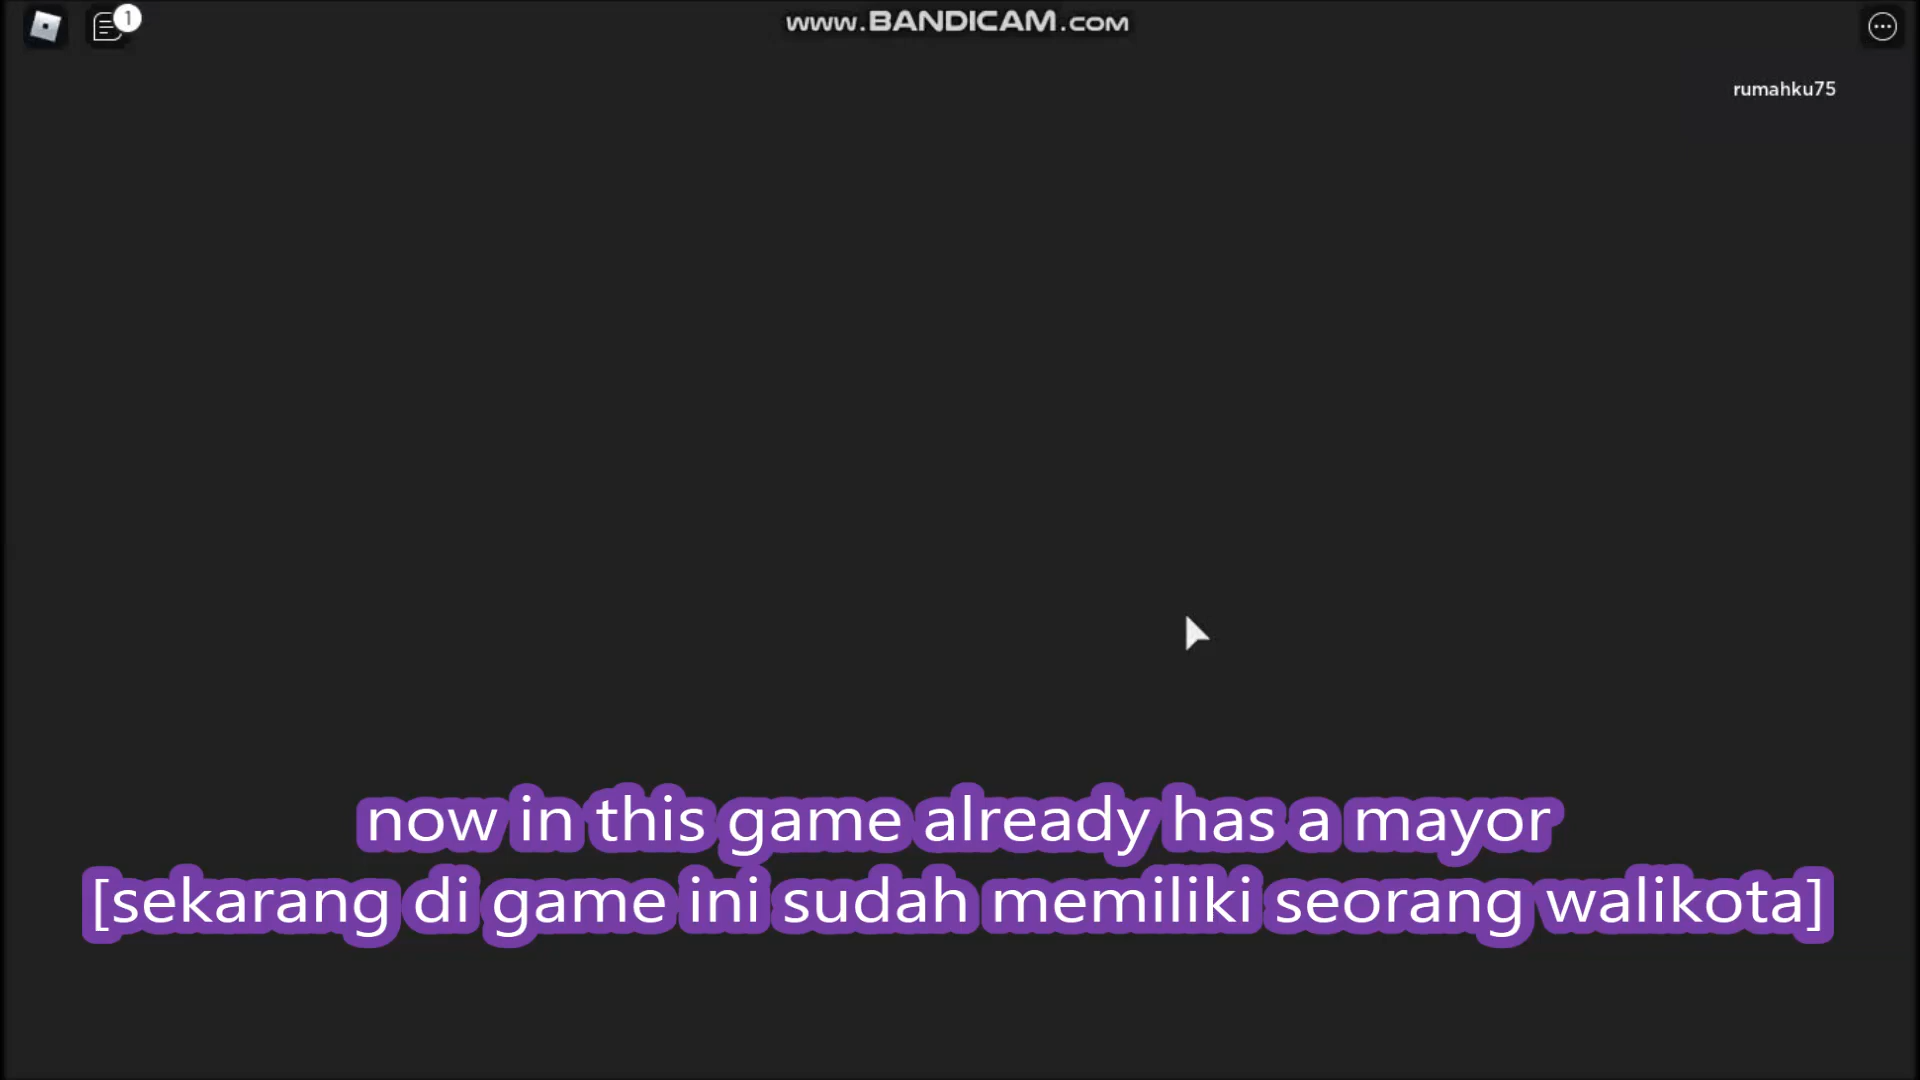 1
www.BANDICAM.com
rumahku75
now in this game already has a mayor
[sekarang di game ini sudah memiliki seorang walikota]